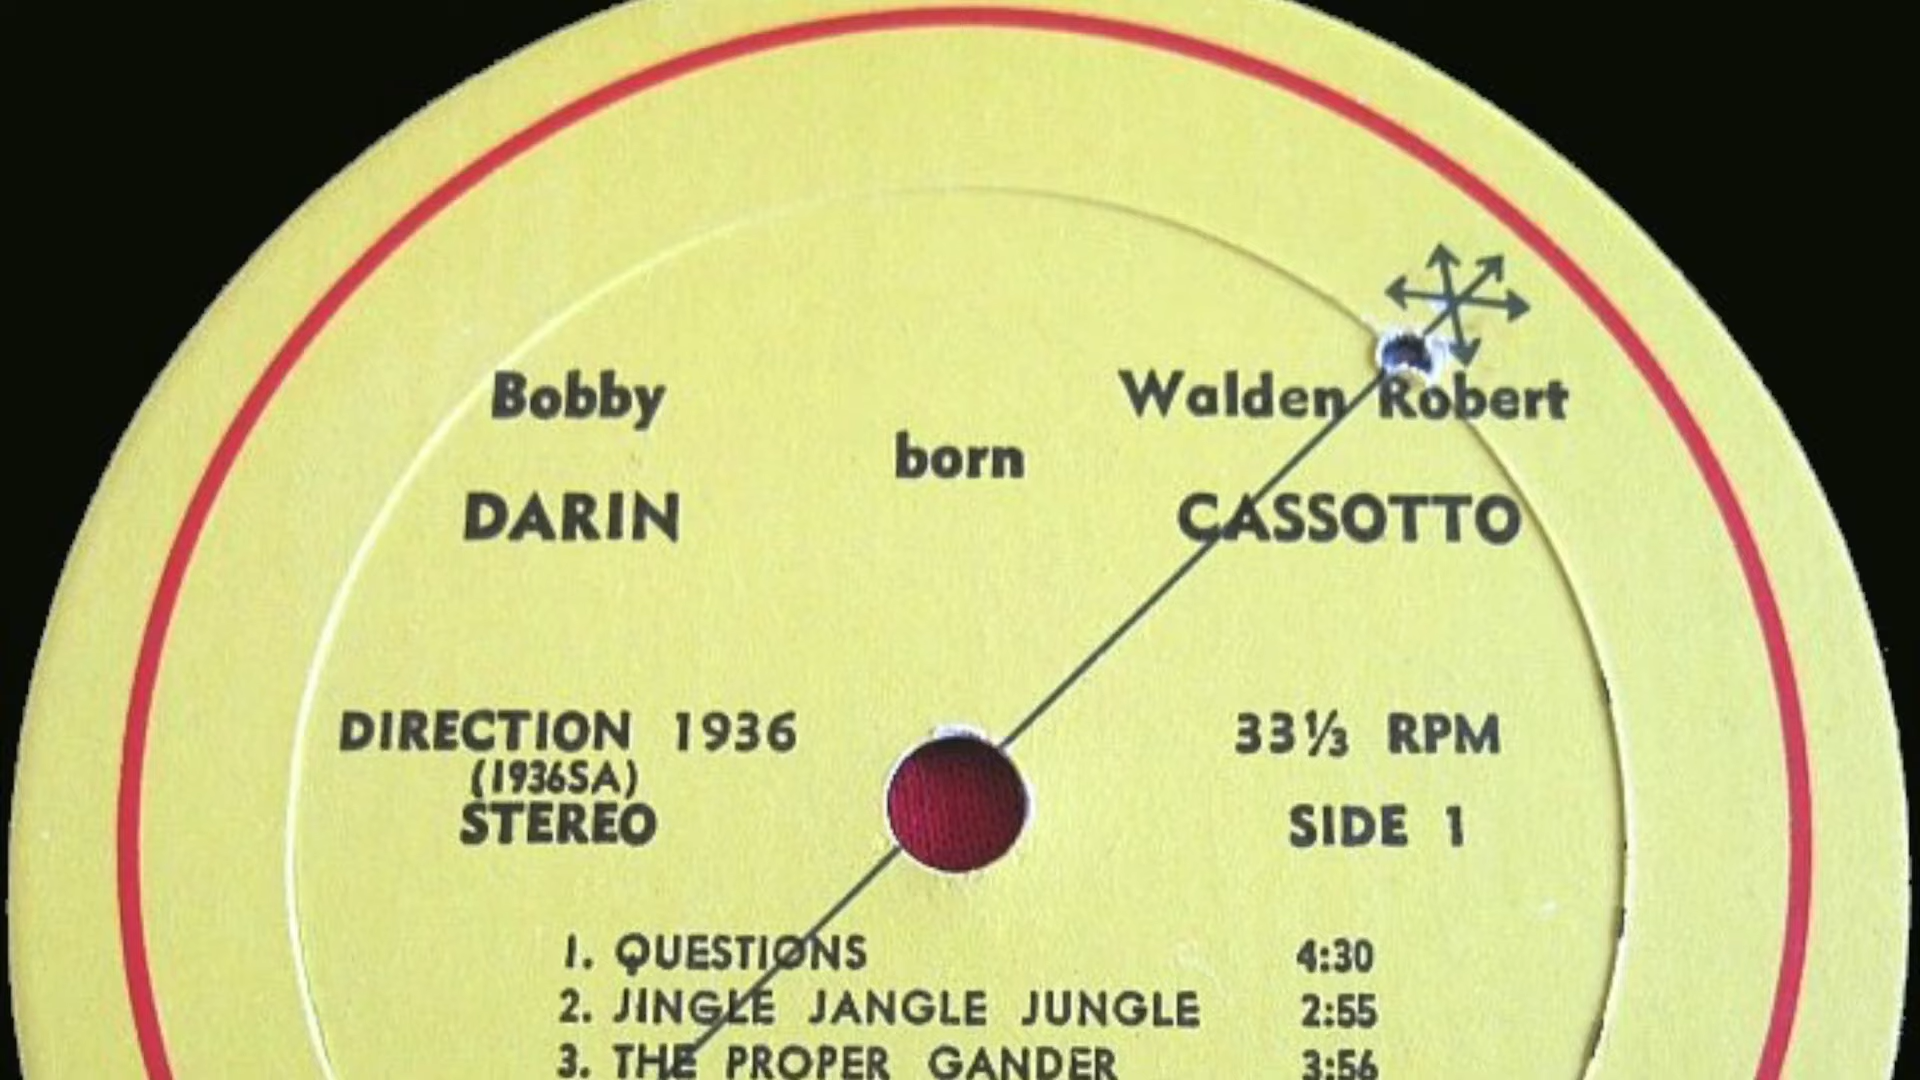 Bobby Walden Robert
born
DARIN CASSOTTO
DIRECTION 1936 33⅓ RPM
(1936SA)
STEREO SIDE 1
1. QUESTIONS 4:30
2. JINGLE JANGLE JUNGLE 2:55
3. THE PROPER GANDER 3:56